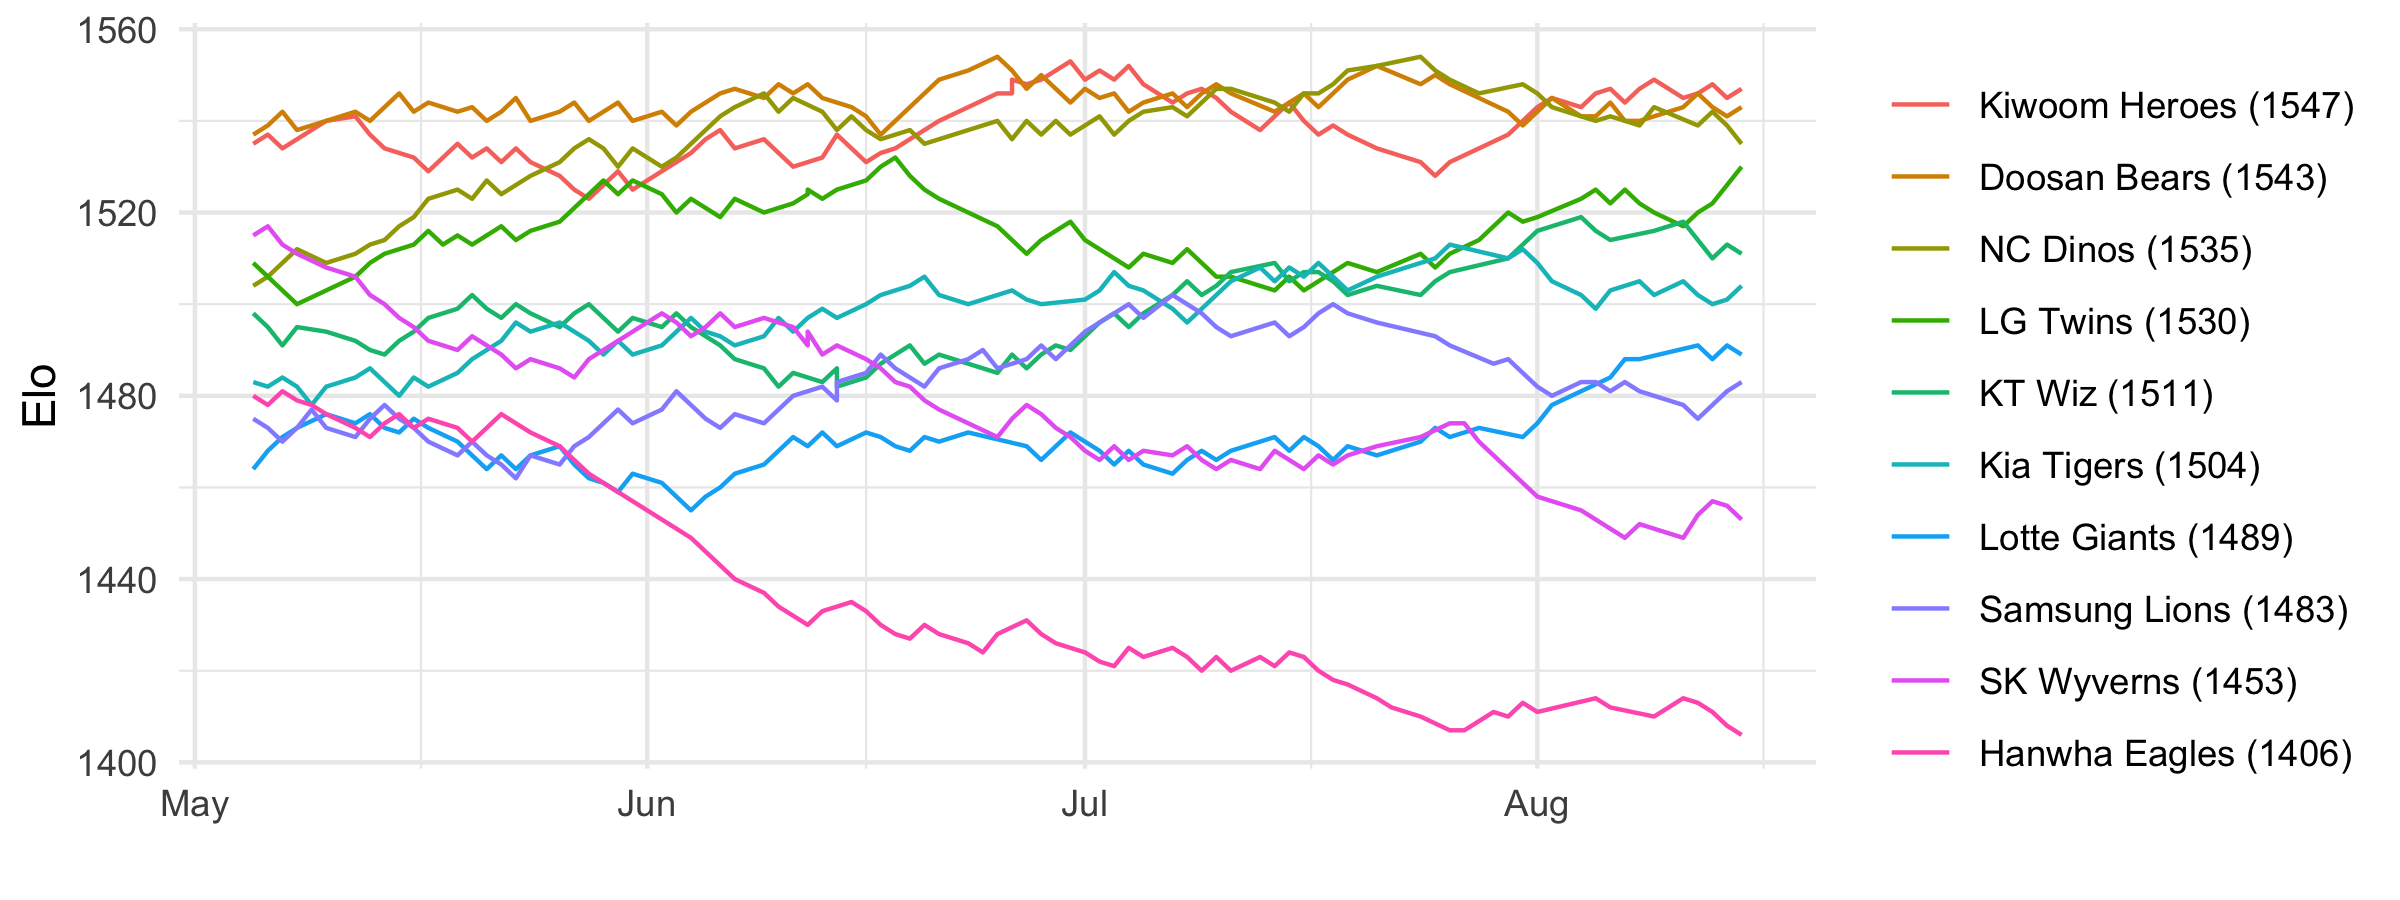 Elo
1560
1520
1480
1440
1400
May Jun Jul Aug
Kiwoom Heroes (1547)
Doosan Bears (1543)
NC Dinos (1535)
LG Twins (1530)
KT Wiz (1511)
Kia Tigers (1504)
Lotte Giants (1489)
Samsung Lions (1483)
SK Wyverns (1453)
Hanwha Eagles (1406)